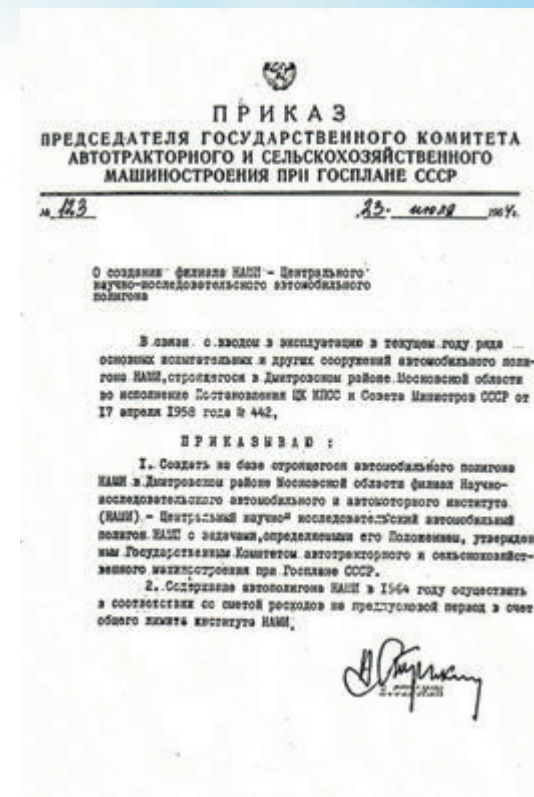 ПРИКАЗ
ПРЕДСЕДАТЕЛЯ ГОСУДАРСТВЕННОГО КОМИТЕТА
АВТОТРАКТОРНОГО И СЕЛЬСКОХОЗЯЙСТВЕННОГО
МАШИНОСТРОЕНИЯ ПРИ ГОСПЛАНЕ СССР
№ 123 23. июля 1964г.
О создании филиала НАМИ – Центрального
научно-исследовательского автомобильного
полигона
В связи с вводом в эксплуатацию в текущем году ряда
основных испытательных и других сооружений автомобильного поли-
гона НАМИ, строящегося в Дмитровском районе Московской области
во исполнение Постановления ЦК КПСС и Совета Министров СССР от
17 апреля 1958 года № 442,
ПРИКАЗЫВАЮ :
1. Создать на базе строящегося автомобильного полигона
НАМИ в Дмитровском районе Московской области филиал Научно-
исследовательского автомобильного и автомоторного института
(НАМИ) – Центральный научно- исследовательский автомобильный
полигон НАМИ с задачами, определяемыми его Положением, утвержден
ным Государственным Комитетом автотракторного и сельскохозяйст-
венного машиностроения при Госплане СССР.
2. Содержание автополигона НАМИ в 1964 году осуществить
в соответствии со сметой расходов на предпусковой период в счет
общего лимита института НАМИ.